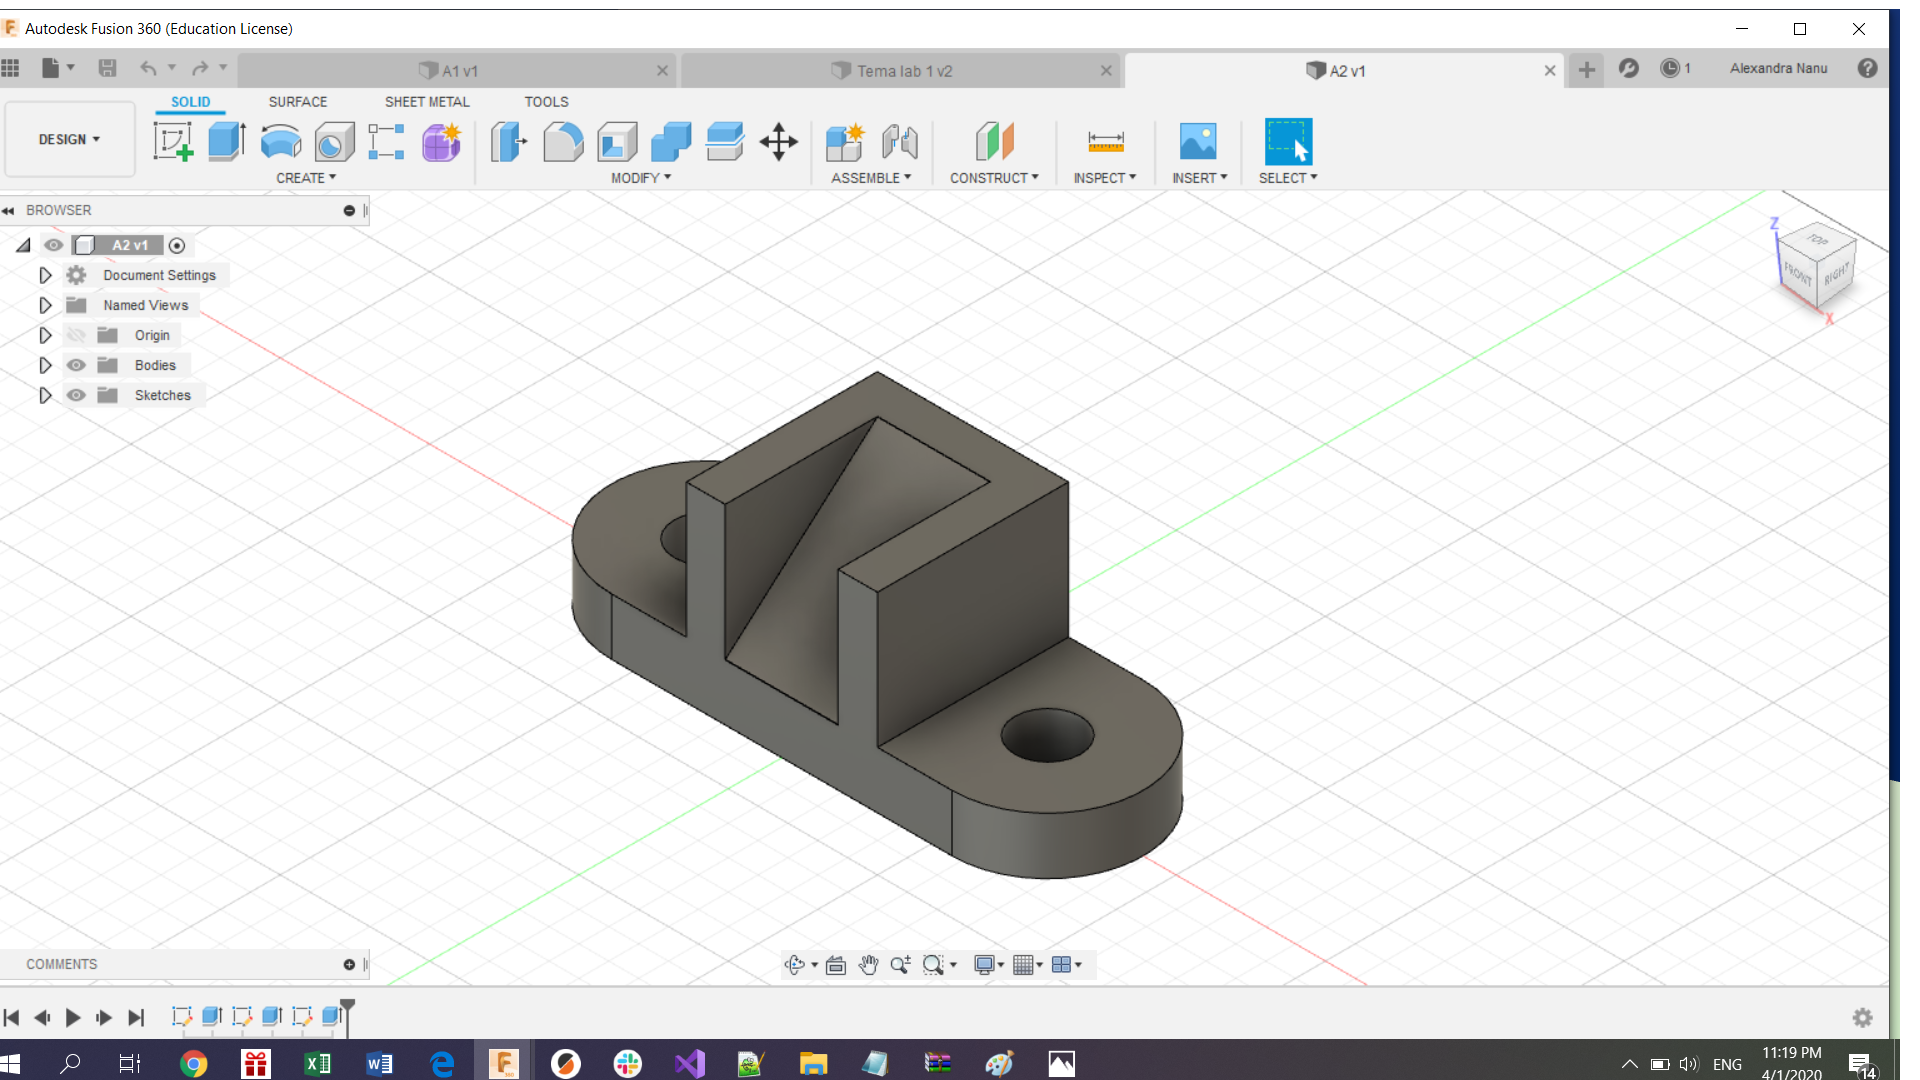 Autodesk Fusion 360 (Education License)
A1 v1
Tema lab 1 v2
A2 v1
1
Alexandra Nanu
DESIGN
SOLID
SURFACE
SHEET METAL
TOOLS
CREATE
MODIFY
ASSEMBLE
CONSTRUCT
INSPECT
INSERT
SELECT
BROWSER
A2 v1
Document Settings
Named Views
Origin
Bodies
Sketches
Z
TOP
FRONT
RIGHT
X
COMMENTS
ENG
11:19 PM
4/1/2020
14